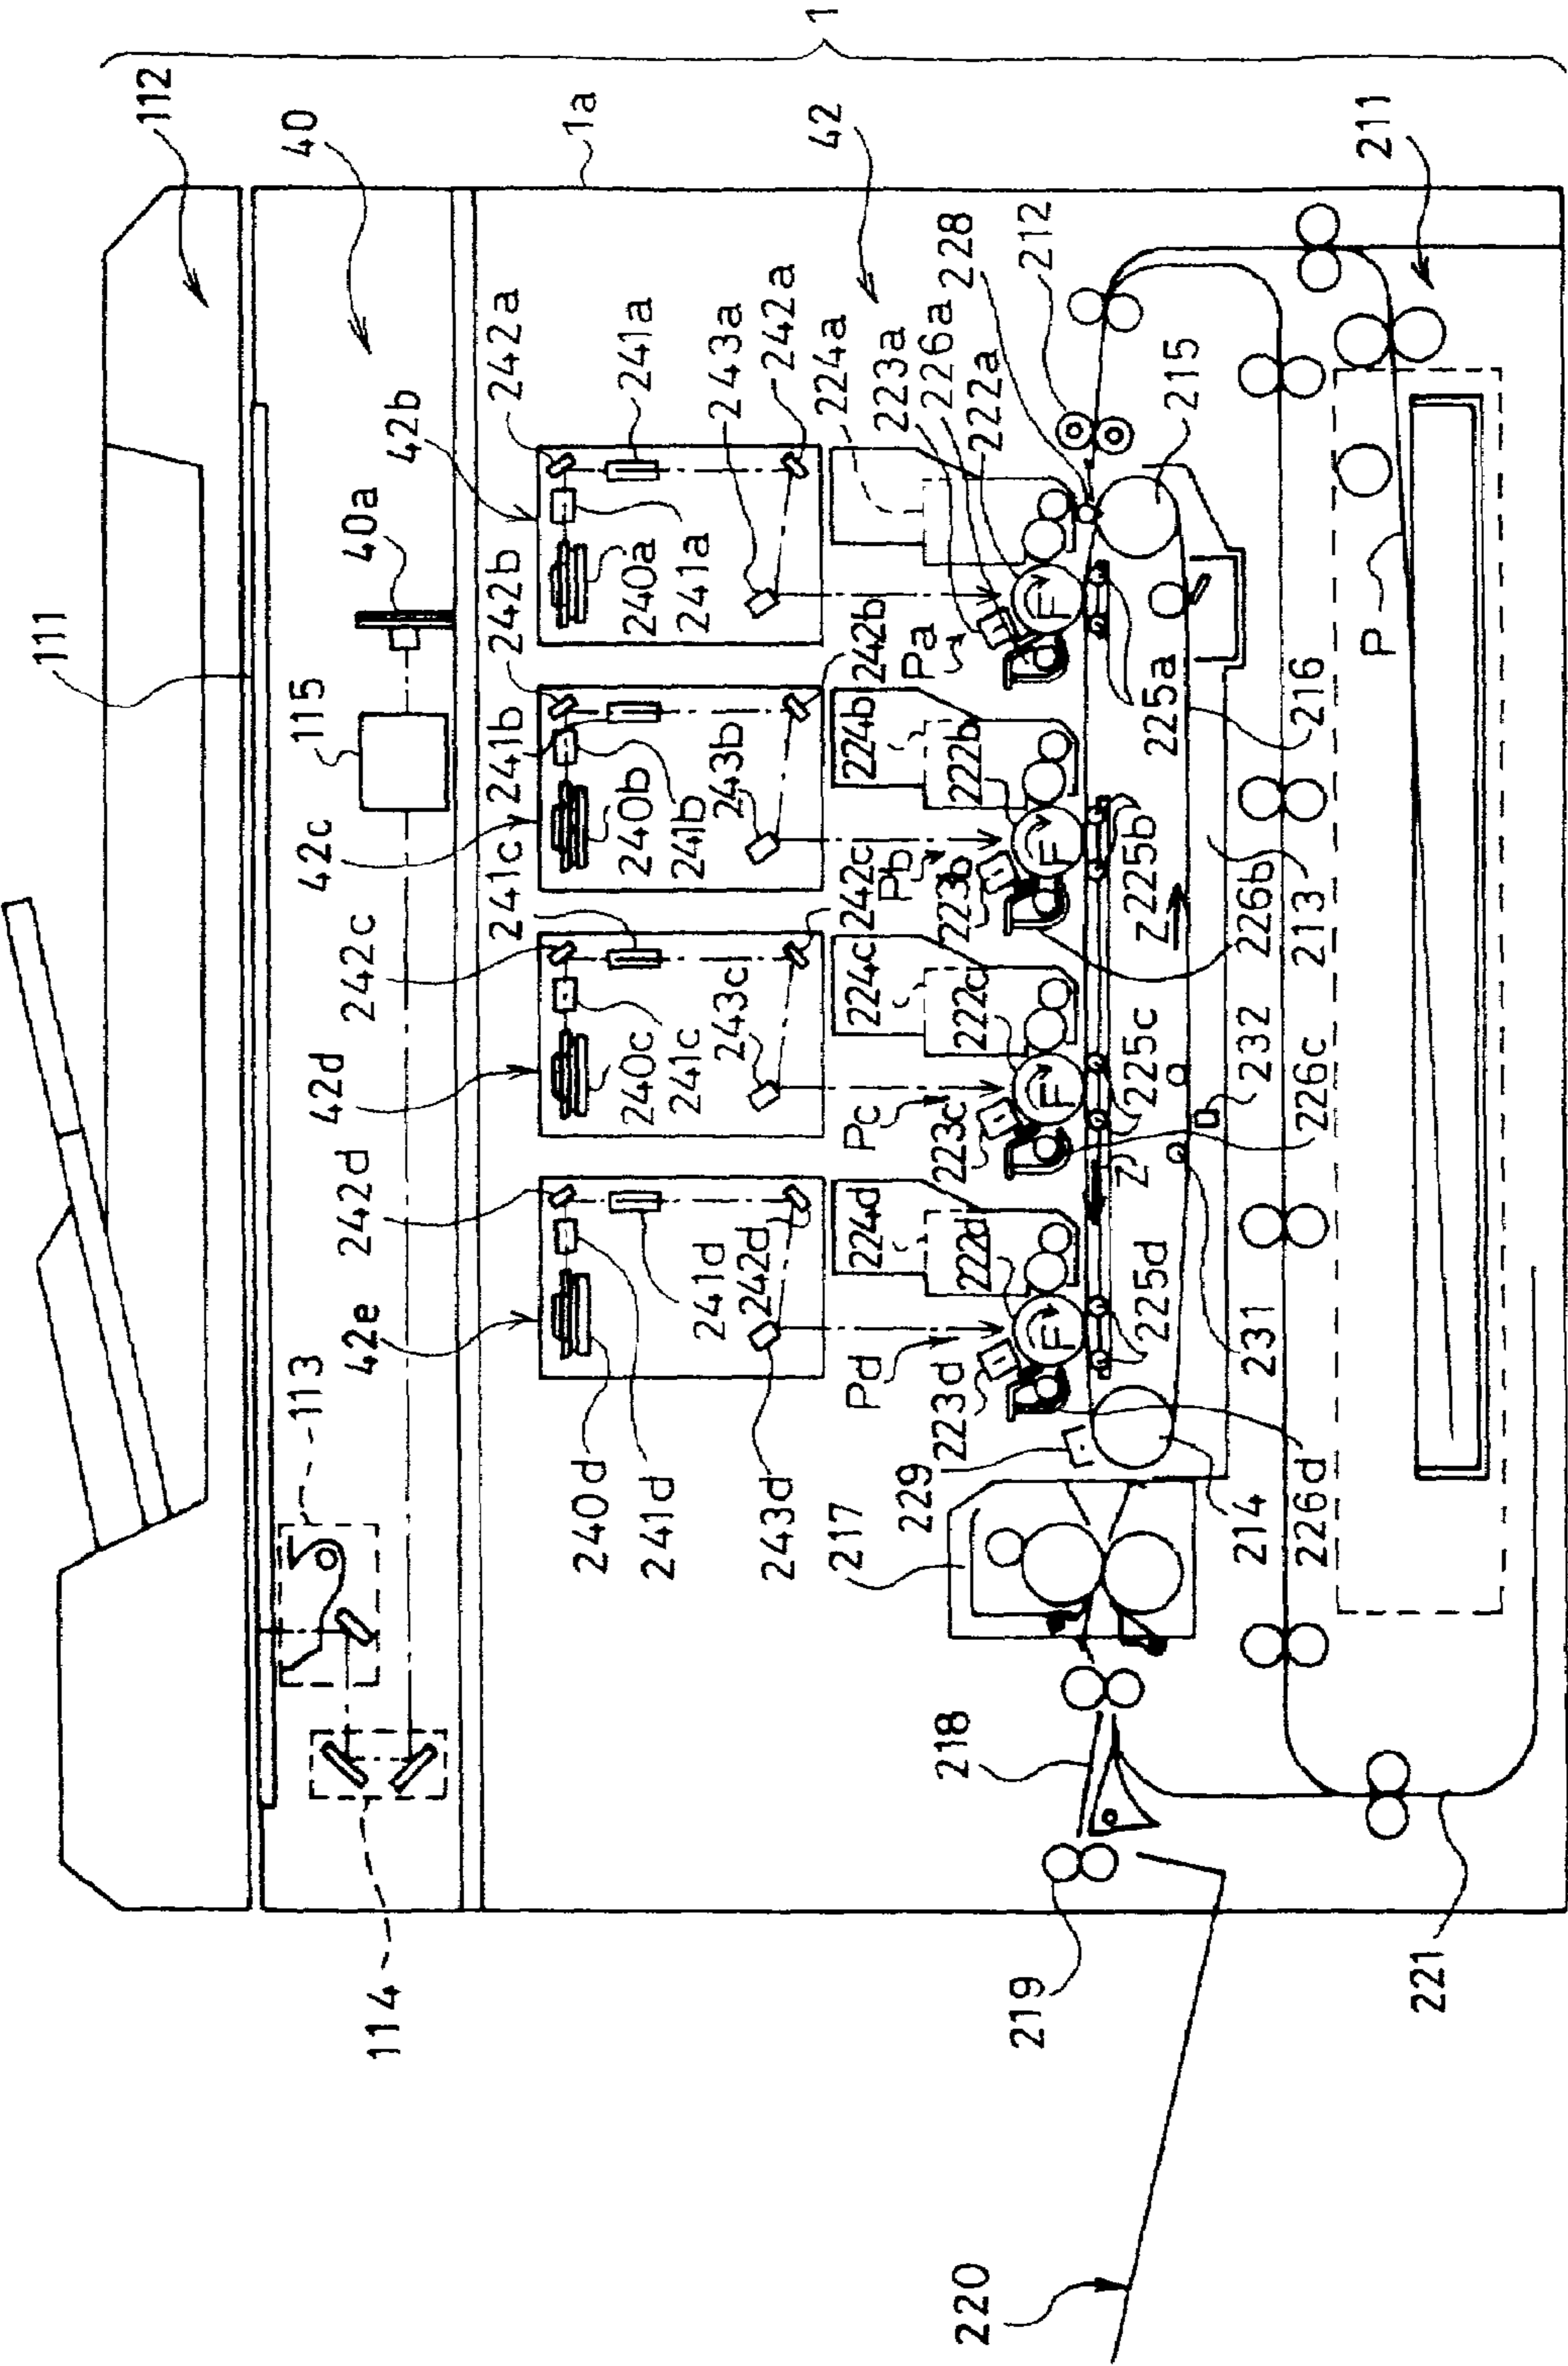 1
112
40
1a
42
211
111
40a
115
42b
42c
42d
42e
113
114
242a
241a
243a
242a
224a
223a
226a
222a
228
212
215
240a
241a
242b
241b
240b
241b
243b
242b
224b
222b
Pa
225a
216
P
241c
242c
240c
241c
243c
242c
Pb
223b
224c
222c
225b
Z
226b
213
242d
240d
241d
241d
242d
243d
Pc
223c
224d
222d
225c
Z
232
226c
Pd
223d
225d
231
229
217
214
226d
218
219
221
220
F
F
F
F